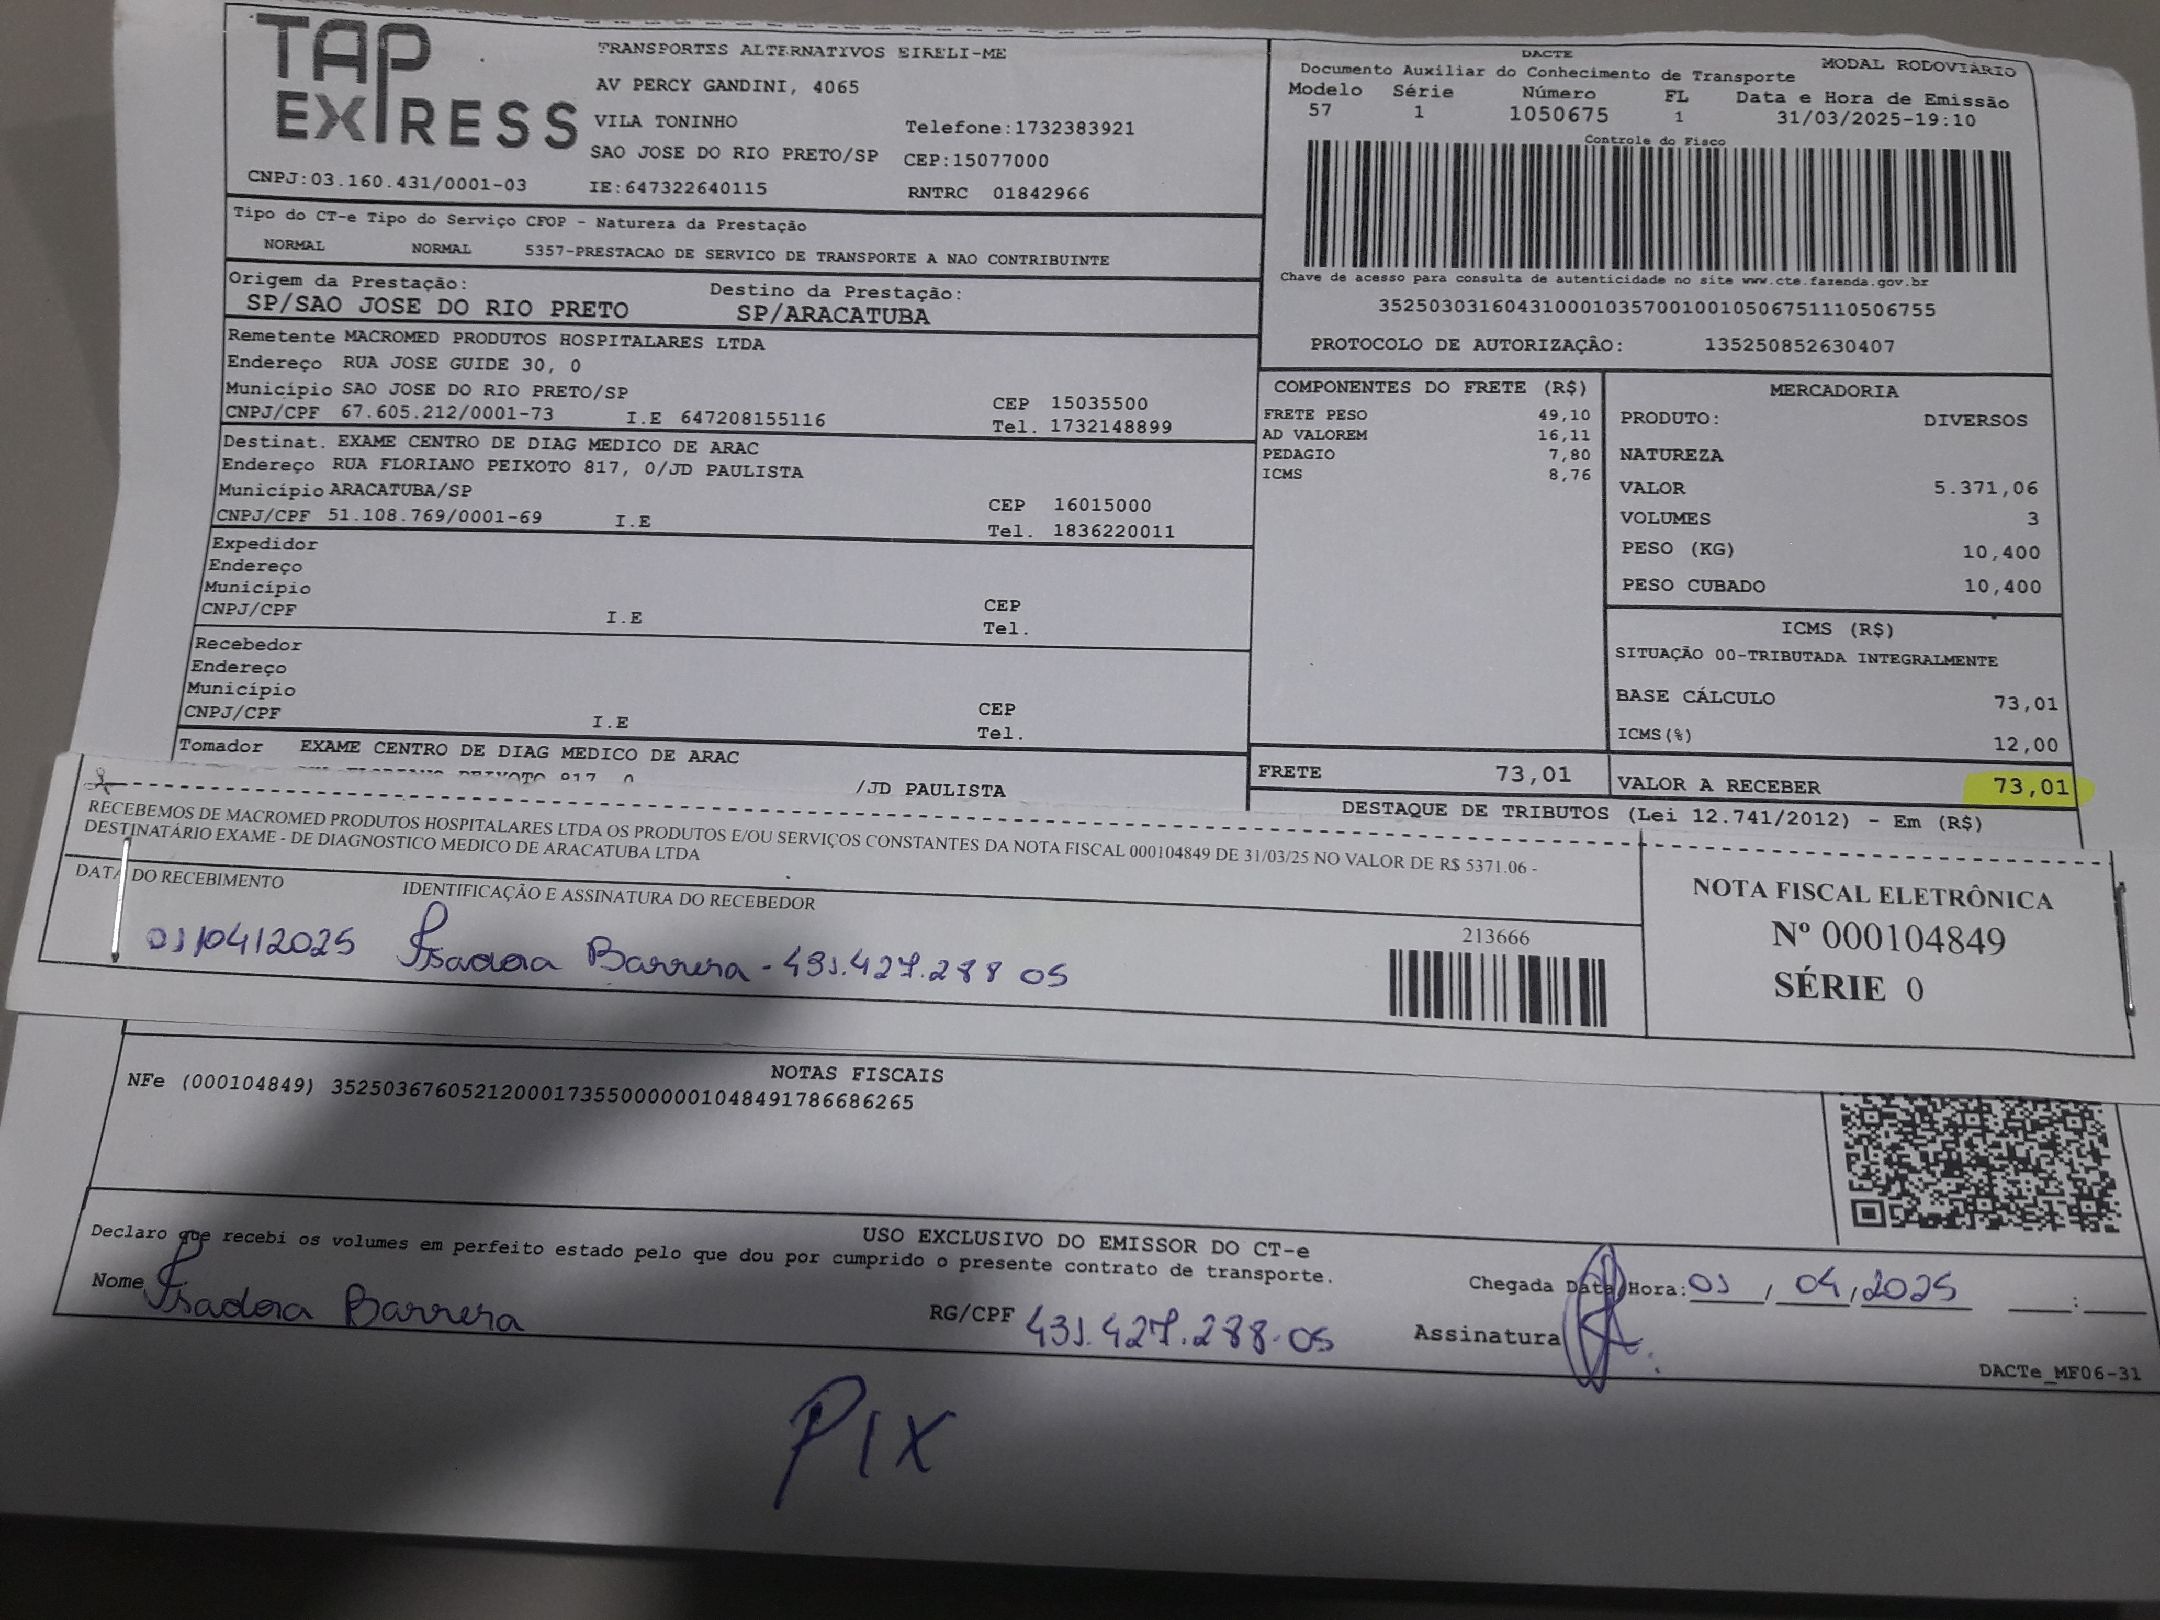 TAP EXPRESS
TRANSPORTES ALTERNATIVOS EIRELI-ME
AV PERCY GANDINI, 4065
VILA TONINHO
Telefone:1732383921
SAO JOSE DO RIO PRETO/SP CEP:15077000
CNPJ:03.160.431/0001-03 IE:647322640115 RNTRC 01842966
DACTE
Documento Auxiliar do Conhecimento de Transporte MODAL RODOVIÁRIO
Modelo Série Número FL Data e Hora de Emissão
57 1 1050675 1 31/03/2025-19:10
Controle do Fisco
Chave de acesso para consulta de autenticidade no site www.cte.fazenda.gov.br
35250303160431000103570010010506751110506755
PROTOCOLO DE AUTORIZAÇÃO: 135250852630407
Tipo do CT-e Tipo do Serviço CFOP - Natureza da Prestação
NORMAL NORMAL 5357-PRESTACAO DE SERVICO DE TRANSPORTE A NAO CONTRIBUINTE
Origem da Prestação: Destino da Prestação:
SP/SAO JOSE DO RIO PRETO SP/ARACATUBA
Remetente MACROMED PRODUTOS HOSPITALARES LTDA
Endereço RUA JOSE GUIDE 30, 0
Município SAO JOSE DO RIO PRETO/SP CEP 15035500
CNPJ/CPF 67.605.212/0001-73 I.E 647208155116 Tel. 1732148899
Destinat. EXAME CENTRO DE DIAG MEDICO DE ARAC
Endereço RUA FLORIANO PEIXOTO 817, 0/JD PAULISTA
Município ARACATUBA/SP CEP 16015000
CNPJ/CPF 51.108.769/0001-69 I.E Tel. 1836220011
Expedidor
Endereço
Município CEP
CNPJ/CPF I.E Tel.
Recebedor
Endereço
Município CEP
CNPJ/CPF I.E Tel.
Tomador EXAME CENTRO DE DIAG MEDICO DE ARAC
/JD PAULISTA
COMPONENTES DO FRETE (R$)
FRETE PESO 49,10
AD VALOREM 16,11
PEDAGIO 7,80
ICMS 8,76
FRETE 73,01
MERCADORIA
PRODUTO: DIVERSOS
NATUREZA
VALOR 5.371,06
VOLUMES 3
PESO (KG) 10,400
PESO CUBADO 10,400
ICMS (R$)
SITUAÇÃO 00-TRIBUTADA INTEGRALMENTE
BASE CÁLCULO 73,01
ICMS(%) 12,00
VALOR A RECEBER 73,01
DESTAQUE DE TRIBUTOS (Lei 12.741/2012) - Em (R$)
RECEBEMOS DE MACROMED PRODUTOS HOSPITALARES LTDA OS PRODUTOS E/OU SERVIÇOS CONSTANTES DA NOTA FISCAL 000104849 DE 31/03/25 NO VALOR DE R$ 5371.06 -
DESTINATÁRIO EXAME - DE DIAGNOSTICO MEDICO DE ARACATUBA LTDA
DATA DO RECEBIMENTO IDENTIFICAÇÃO E ASSINATURA DO RECEBEDOR
01/04/2025 Isadora Barrera - 431.427.288 05
213666
NOTA FISCAL ELETRÔNICA
Nº 000104849
SÉRIE 0
NOTAS FISCAIS
NFe (000104849) 35250367605212000173550000001048491786686265
USO EXCLUSIVO DO EMISSOR DO CT-e
Declaro que recebi os volumes em perfeito estado pelo que dou por cumprido o presente contrato de transporte.
Nome Isadora Barrera RG/CPF 431.427.288-05
Chegada Data/Hora: 01 / 04 / 2025 :
Assinatura
DACTe_MF06-31
PIX